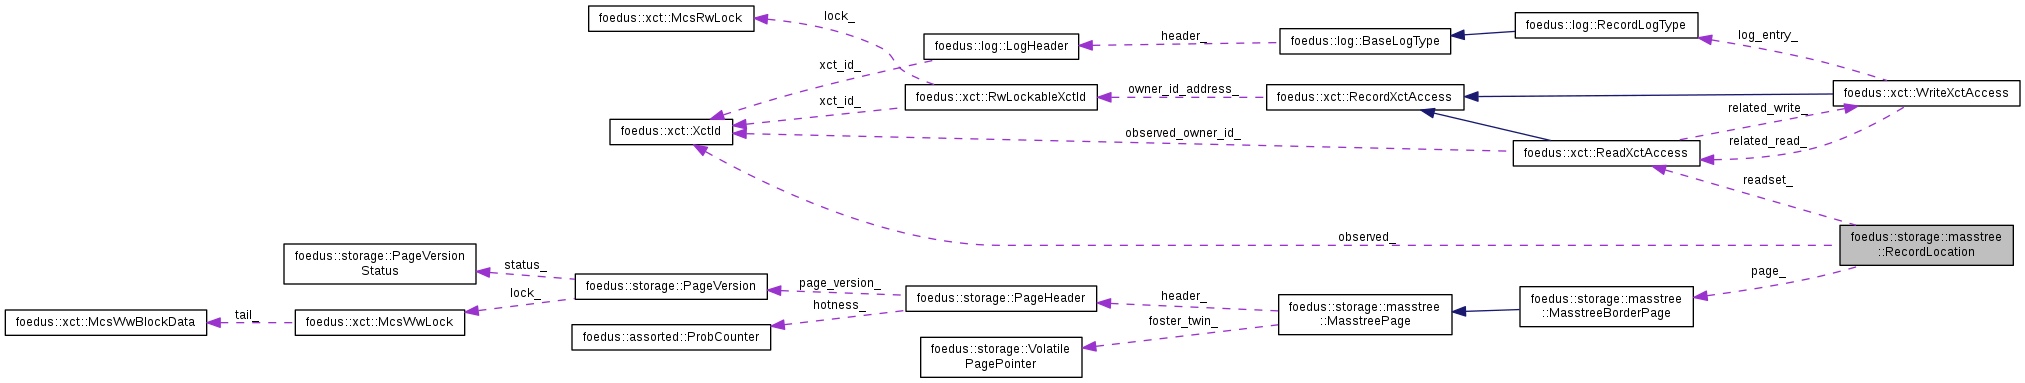 foedus::xct::McsRwLock
lock_
foedus::log::RecordLogType
log_entry_
foedus::log::LogHeader
header_
foedus::log::BaseLogType
xct_id_
foedus::xct::RwLockableXctId
owner_id_address_
foedus::xct::RecordXctAccess
foedus::xct::WriteXctAccess
xct_id_
related_write_
foedus::xct::XctId
observed_owner_id_
related_read_
foedus::xct::ReadXctAccess
readset_
observed_
foedus::storage::masstree
::RecordLocation
foedus::storage::PageVersion
Status
status_
page_
foedus::storage::PageVersion
page_version_
lock_
hotness_
foedus::storage::PageHeader
header_
foedus::storage::masstree
::MasstreeBorderPage
foedus::storage::masstree
::MasstreePage
foster_twin_
foedus::xct::McsWwBlockData
tail_
foedus::xct::McsWwLock
foedus::assorted::ProbCounter
foedus::storage::Volatile
PagePointer